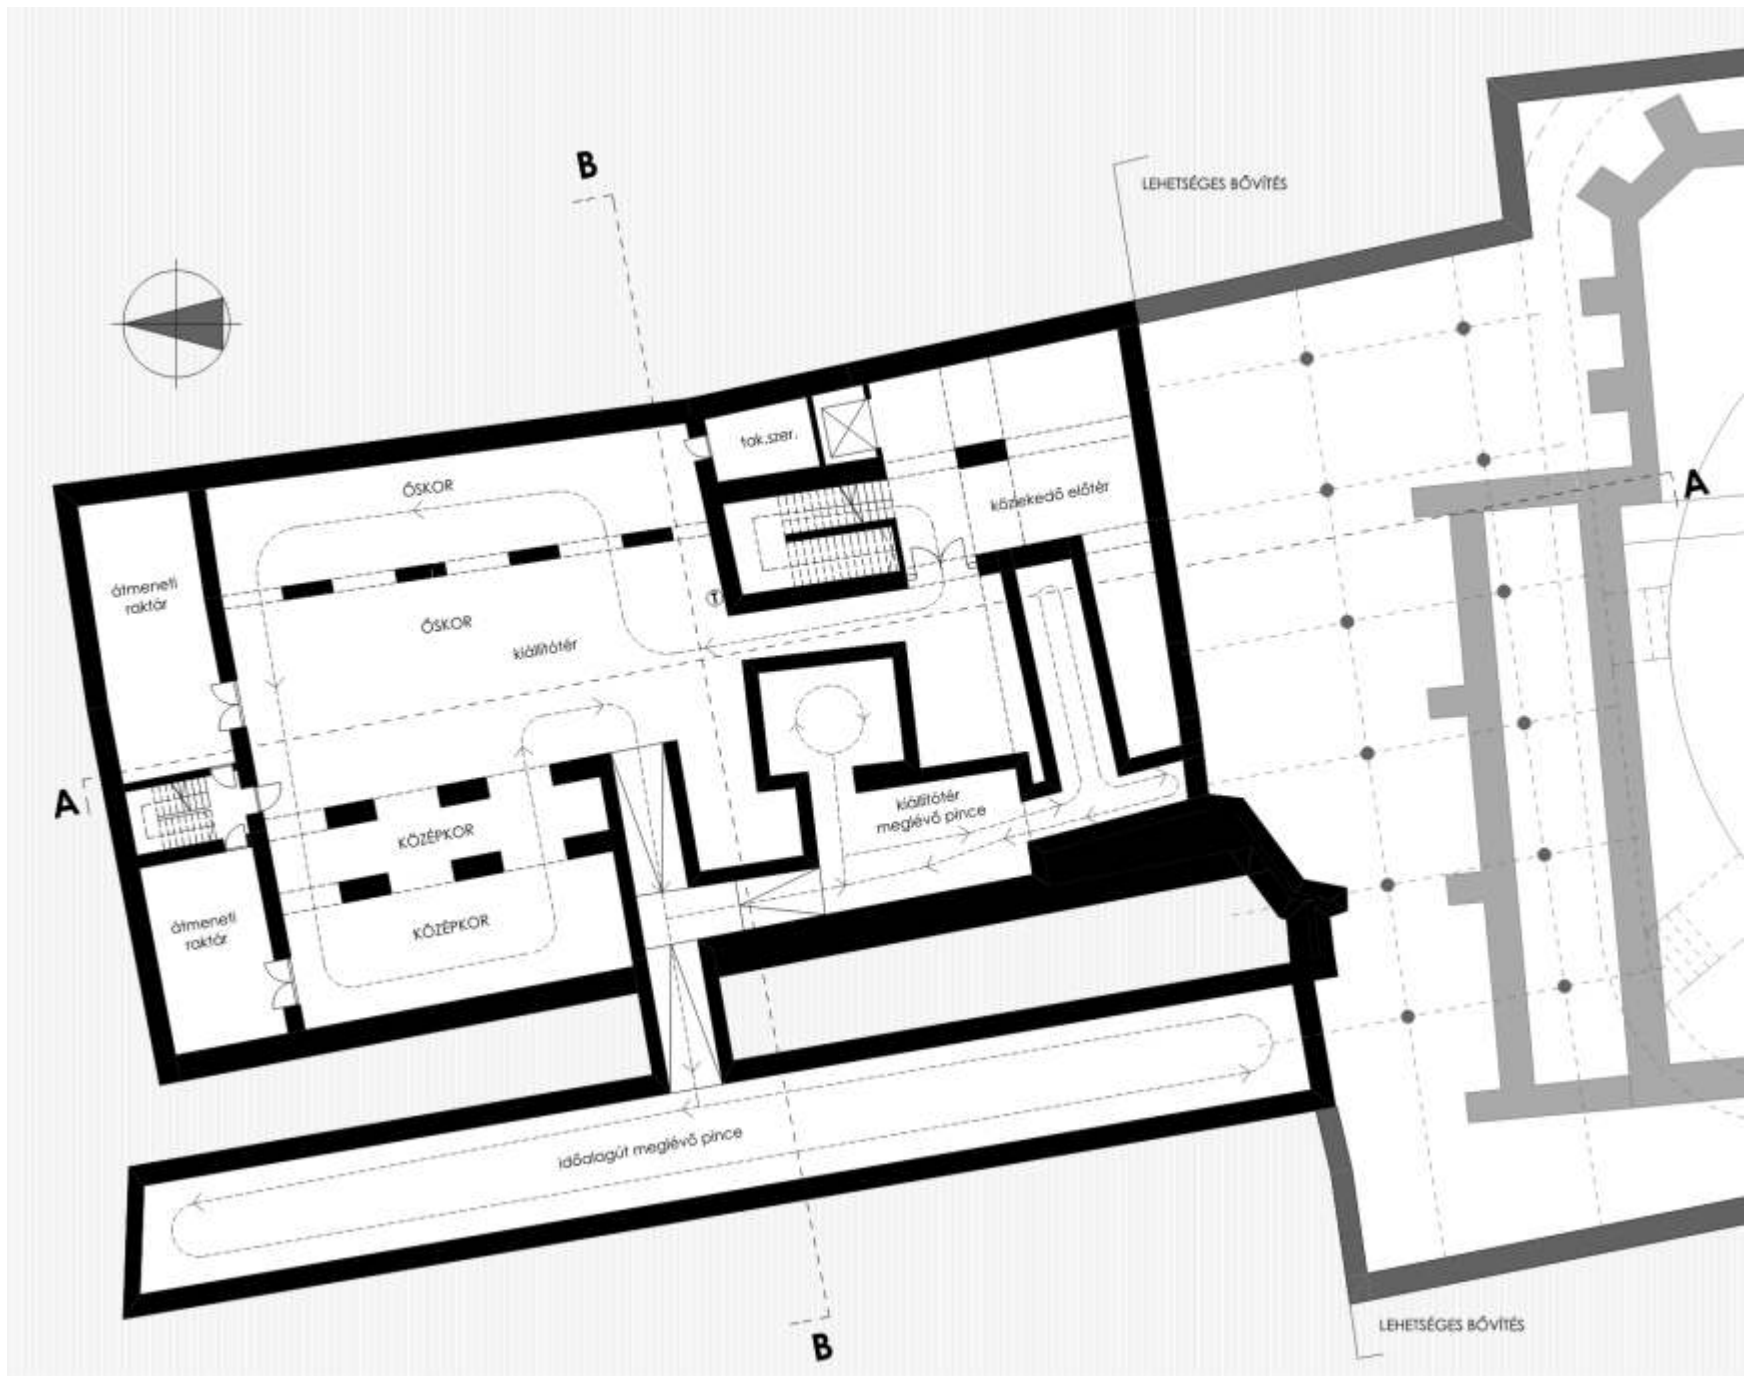 B
LEHETSÉGES BŐVÍTÉS
tak.szer.
ŐSKOR
közlekedő előtér
A
átmeneti
raktár
T
ŐSKOR
kiállítótér
A
kiállítótér
meglévő pince
KÖZÉPKOR
átmeneti
raktár
KÖZÉPKOR
időalagút meglévő pince
LEHETSÉGES BŐVÍTÉS
B